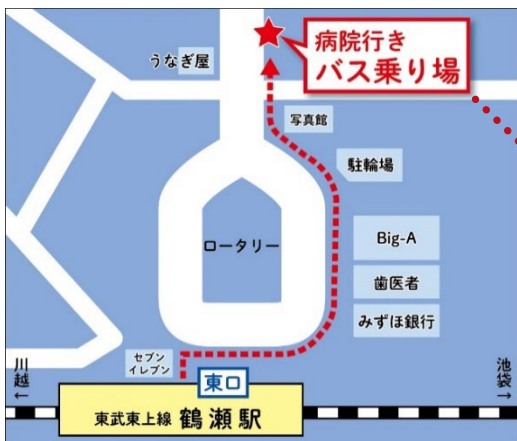 病院行き
バス乗り場
うなぎ屋
写真館
駐輪場
ロータリー
Big-A
歯医者
みずほ銀行
セブン
イレブン
東口
川越
←
池袋
→
東武東上線 鶴瀬駅